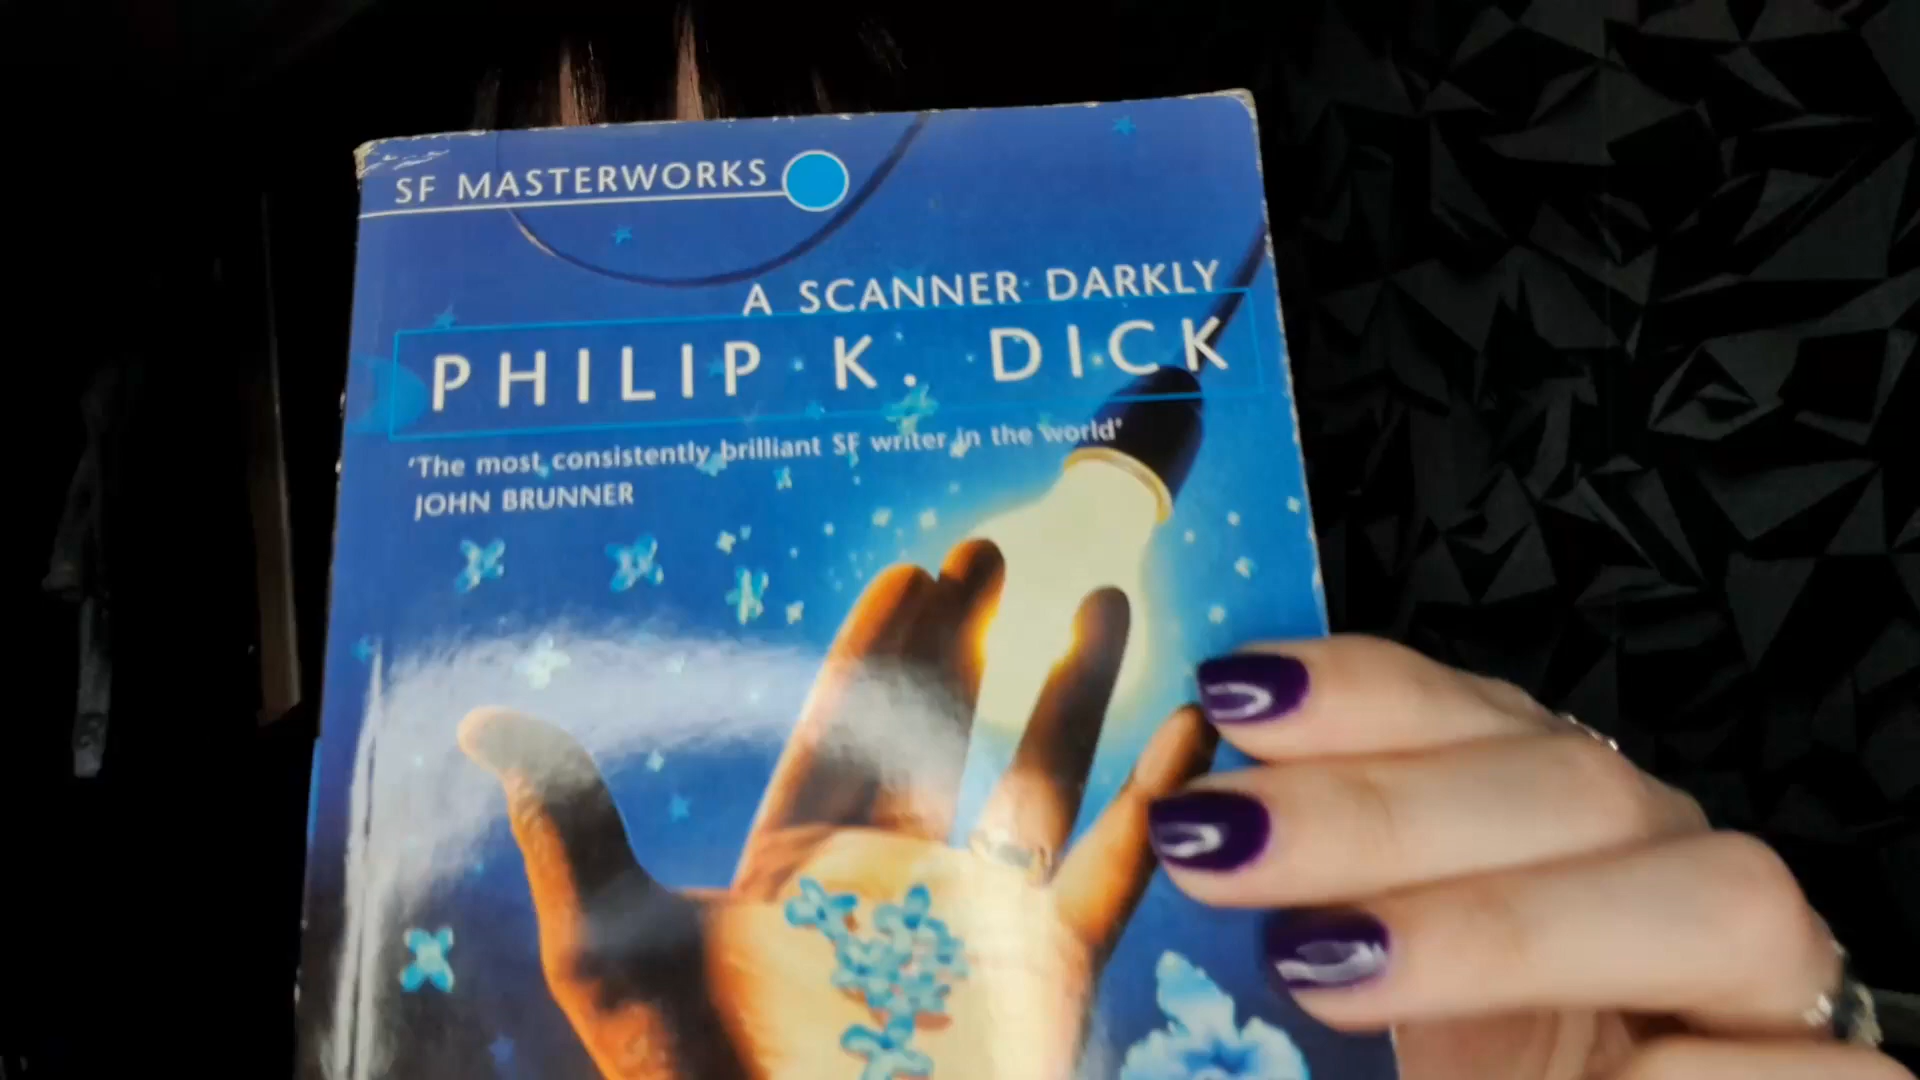 SF MASTERWORKS
A SCANNER DARKLY
PHILIP K. DICK
'The most consistently brilliant SF writer in the world'
JOHN BRUNNER